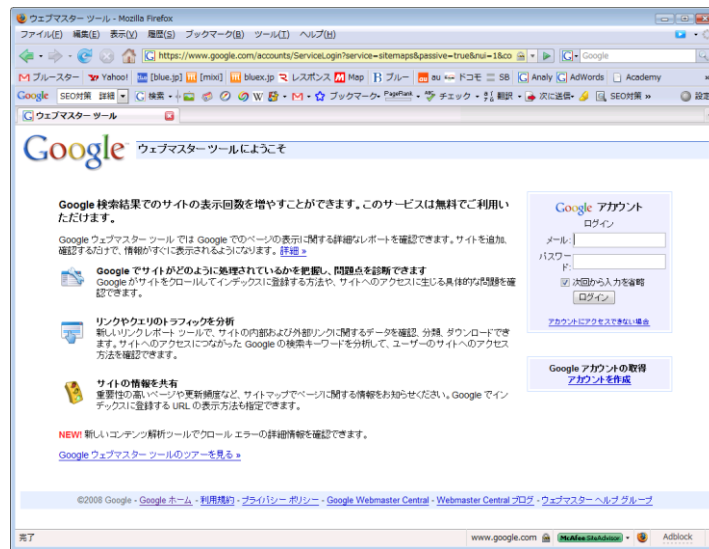 ウェブマスター ツール - Mozilla Firefox
ファイル(F) 編集(E) 表示(V) 履歴(S) ブックマーク(B) ツール(T) ヘルプ(H)
https://www.google.com/accounts/ServiceLogin?service=sitemaps&passive=true&nui=1&co
Google
ブルースター Yahoo! [blue.jp] [mixi] bluex.jp レスポンス Map ブルー au ドコモ SB Analy AdWords Academy
Google SEO対策 詳細 検索 ブックマーク PageRank チェック 翻訳 次に送信 SEO対策 » 設定
ウェブマスター ツール
Google ウェブマスター ツールにようこそ
Google 検索結果でのサイトの表示回数を増やすことができます。このサービスは無料でご利用い
ただけます。
Google ウェブマスター ツール では Google でのページの表示に関する詳細なレポートを確認できます。サイトを追加、
確認するだけで、情報がすぐに表示されるようになります。詳細 »
Google でサイトがどのように処理されているかを把握し、問題点を診断できます
Google がサイトをクロールしてインデックスに登録する方法や、サイトへのアクセスに生じる具体的な問題を確
認できます。
リンクやクエリのトラフィックを分析
新しいリンクレポート ツールで、サイトの内部および外部リンクに関するデータを確認、分類、ダウンロードでき
ます。サイトへのアクセスにつながった Google の検索キーワードを分析して、ユーザーのサイトへのアクセス
方法を確認できます。
サイトの情報を共有
重要性の高いページや更新頻度など、サイトマップでページに関する情報をお知らせください。Google でイン
デックスに登録する URL の表示方法も指定できます。
NEW! 新しいコンテンツ解析ツールでクロール エラーの詳細情報を確認できます。
Google ウェブマスター ツールのツアーを見る »
Google アカウント
ログイン
メール:
パスワー
ド:
次回から入力を省略
ログイン
アカウントにアクセスできない場合
Google アカウントの取得
アカウントを作成
©2008 Google - Google ホーム - 利用規約 - プライバシー ポリシー - Google Webmaster Central - Webmaster Central ブログ - ウェブマスター ヘルプ グループ
完了
www.google.com McAfee SiteAdvisor Adblock